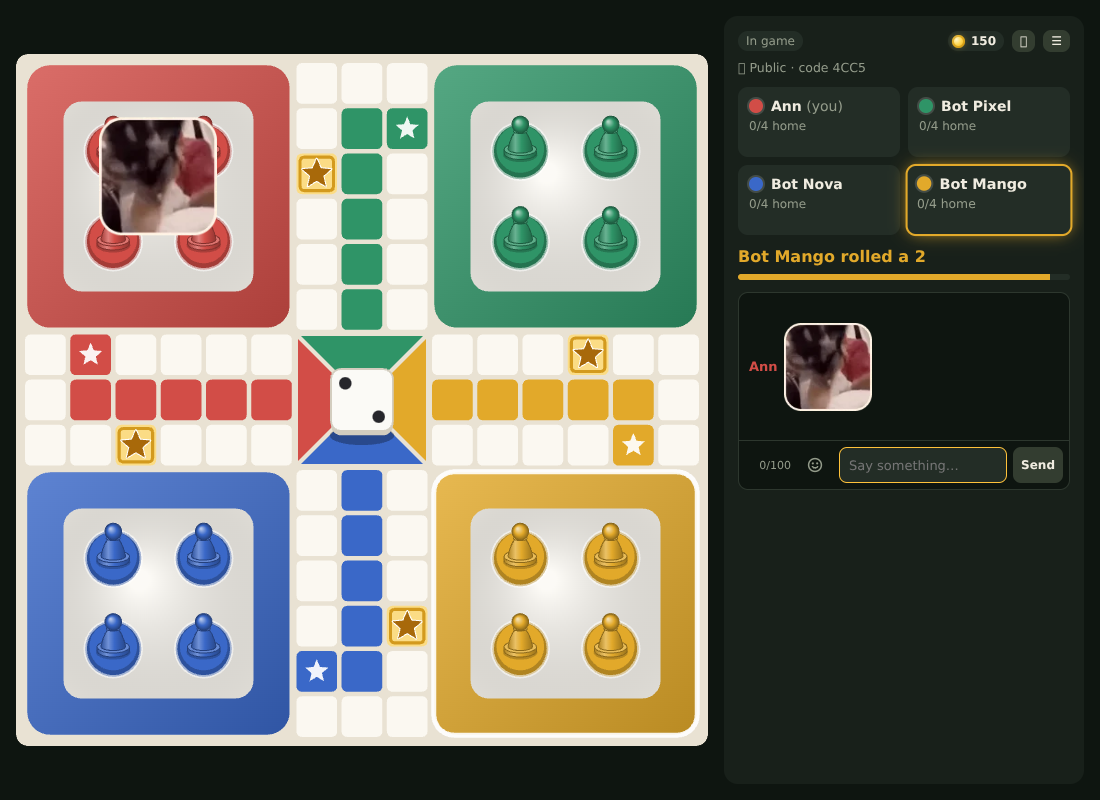 In game
150
Public · code 4CC5
Ann (you)
0/4 home
Bot Pixel
0/4 home
Bot Nova
0/4 home
Bot Mango
0/4 home
Bot Mango rolled a 2
Ann
0/100
Say something...
Send